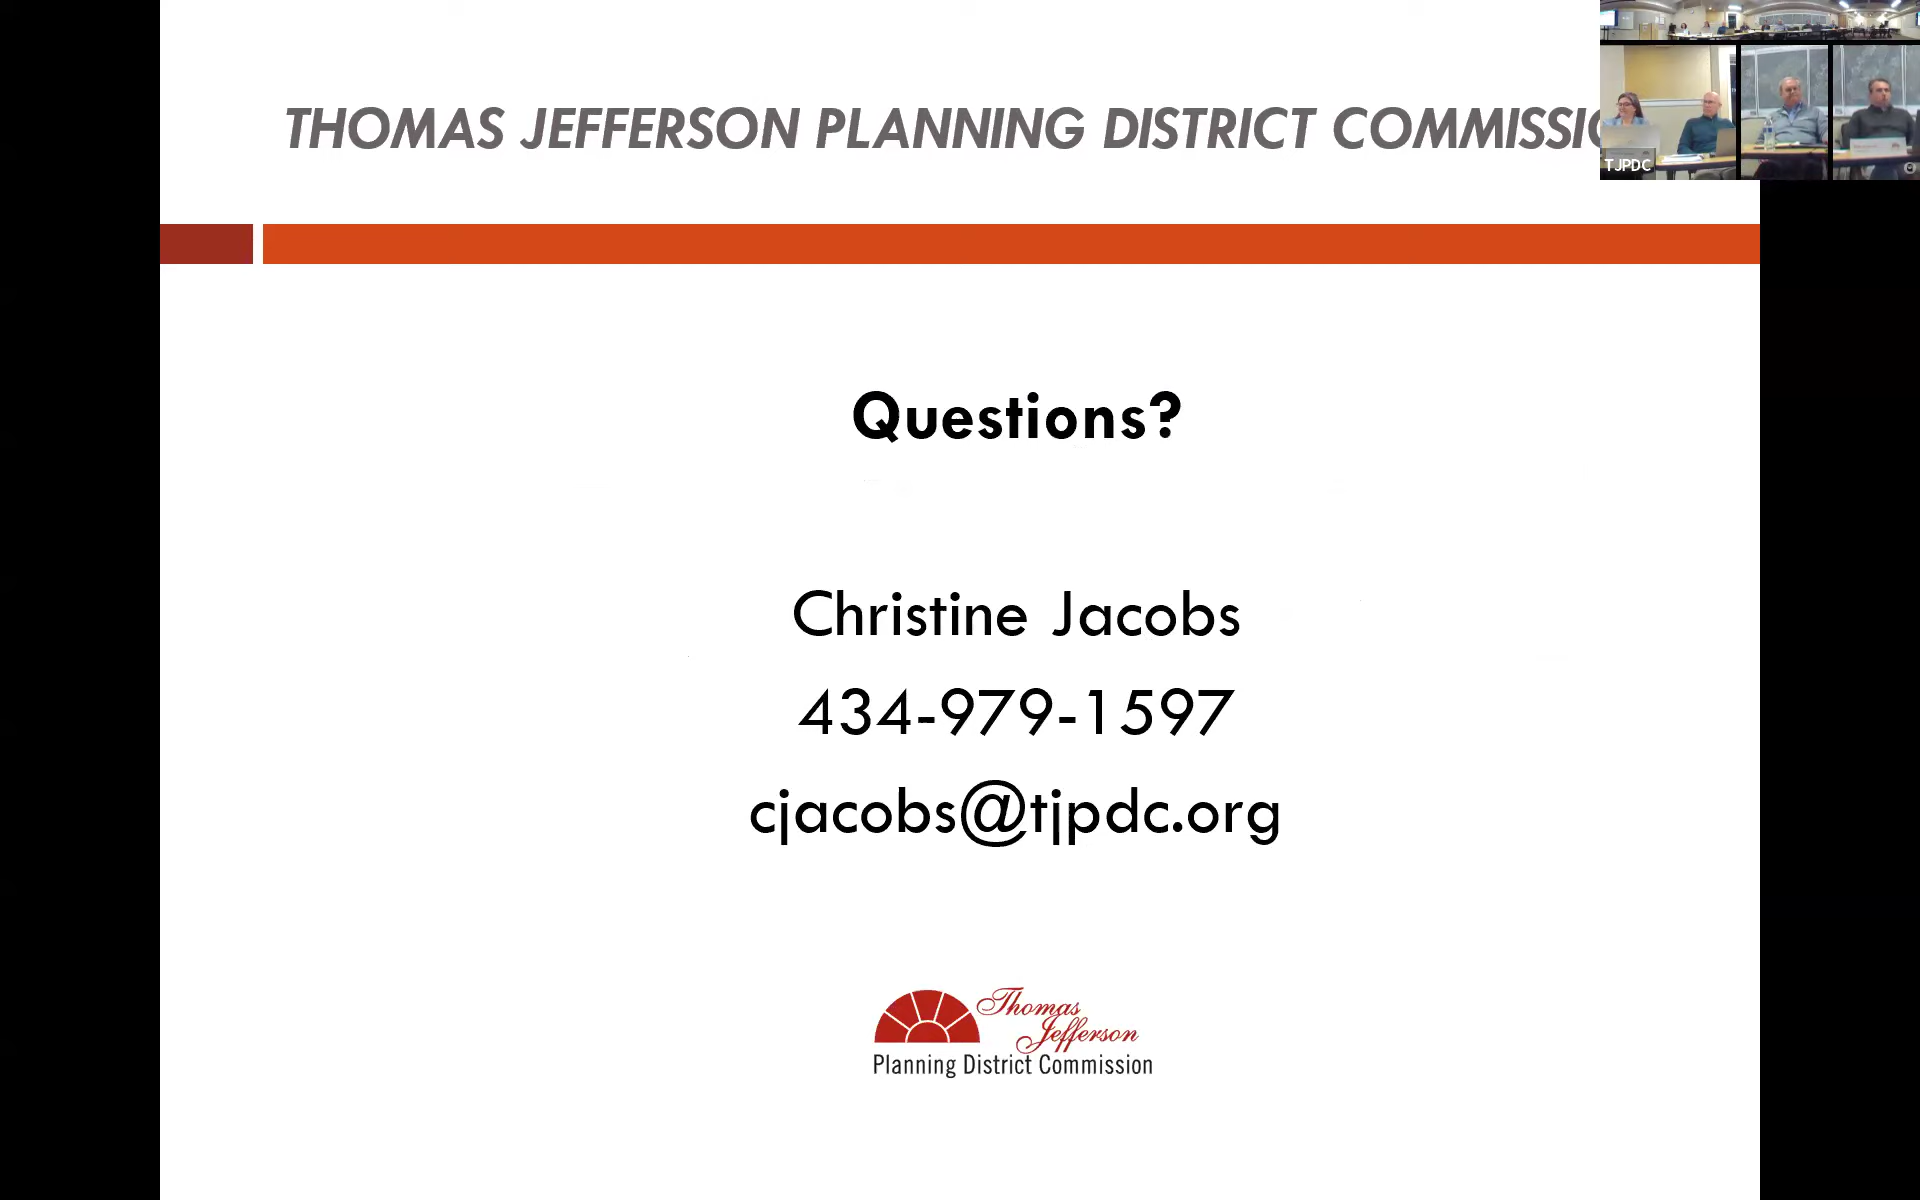 THOMAS JEFFERSON PLANNING DISTRICT COMMISSIO
TJPDC
Questions?
Christine Jacobs
434-979-1597
cjacobs@tjpdc.org
Thomas
Jefferson
Planning District Commission